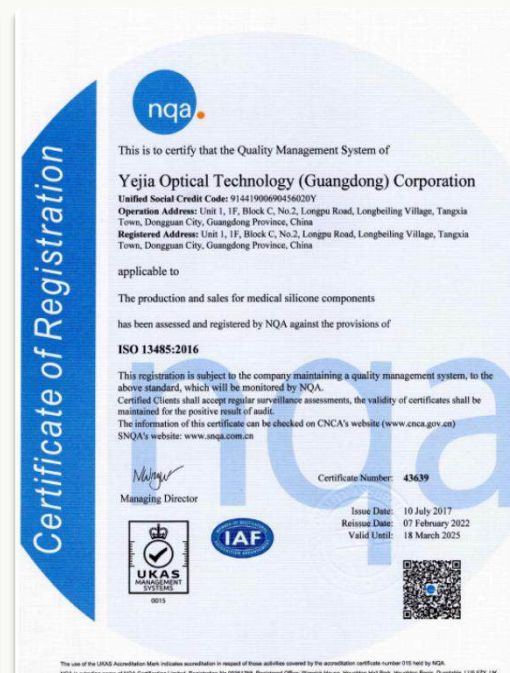 nqa.
Certificate of Registration
This is to certify that the Quality Management System of
Yejia Optical Technology (Guangdong) Corporation
Unified Social Credit Code: 91441900690456020Y
Operation Address: Unit 1, 1F, Block C, No.2, Longpu Road, Longbeiling Village, Tangxia
Town, Dongguan City, Guangdong Province, China
Registered Address: Unit 1, 1F, Block C, No.2, Longpu Road, Longbeiling Village, Tangxia
Town, Dongguan City, Guangdong Province, China
applicable to
The production and sales for medical silicone components
has been assessed and registered by NQA against the provisions of
ISO 13485:2016
This registration is subject to the company maintaining a quality management system, to the
above standard, which will be monitored by NQA.
Certified Clients shall accept regular surveillance assessments, the validity of certificates shall be
maintained for the positive result of audit.
The information of this certificate can be checked on CNCA's website (www.cnca.gov.cn)
SNQA's website: www.snqa.com.cn
nqa
Managing Director
Certificate Number: 43639
Issue Date: 10 July 2017
Reissue Date: 07 February 2022
Valid Until: 18 March 2025
UKAS
MANAGEMENT
SYSTEMS
0015
IAF
The use of the UKAS Accreditation Mark indicates accreditation in respect of those activities covered by the accreditation certificate number 015 held by NQA.